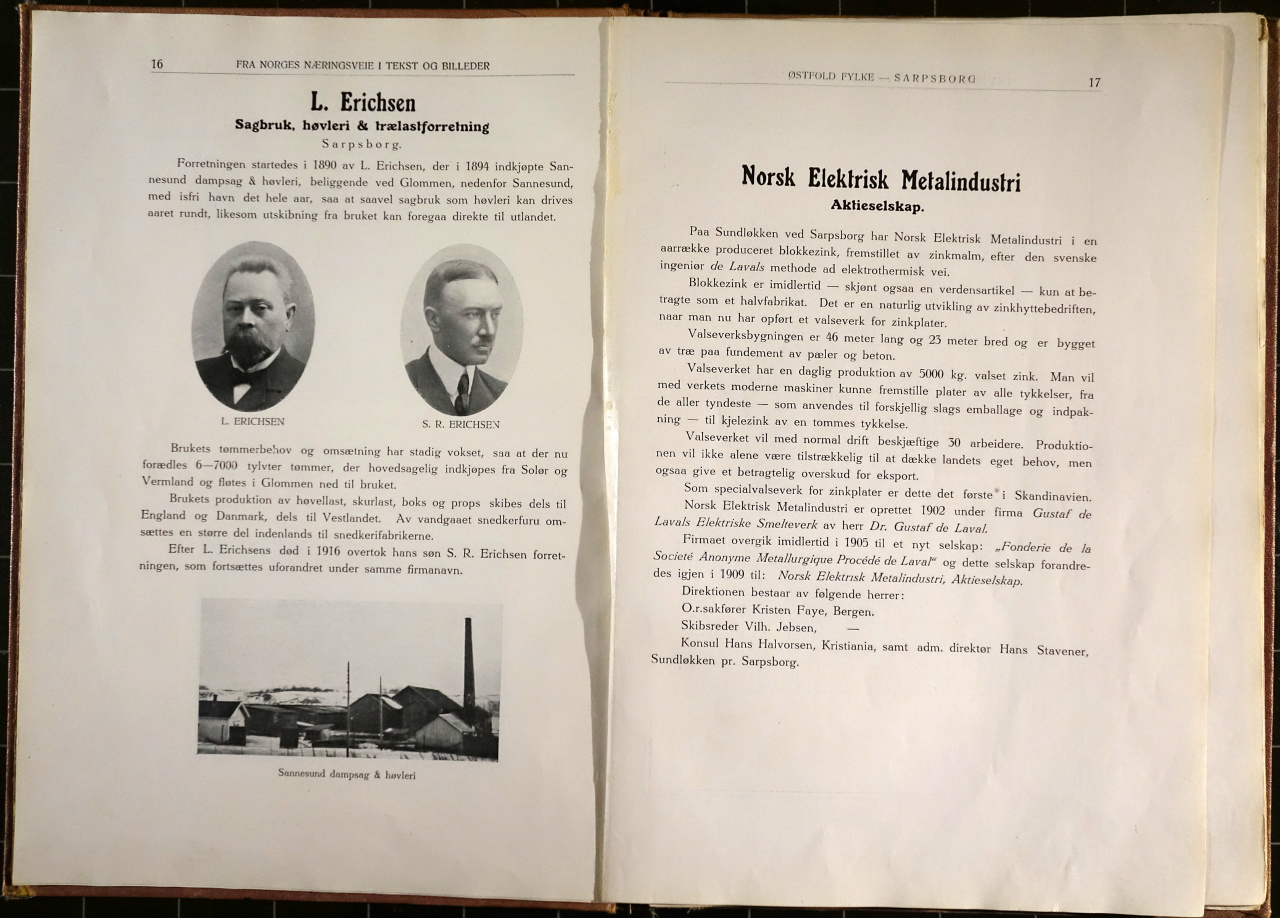 16
FRA NORGES NÆRINGSVEIE I TEKST OG BILLEDER
L. Erichsen
Sagbruk, høvleri & trælastforretning
Sarpsborg.
Forretningen startedes i 1890 av L. Erichsen, der i 1894 indkjøpte San-
nesund dampsag & høvleri, beliggende ved Glommen, nedenfor Sannesund,
med isfri havn det hele aar, saa at saavel sagbruk som høvleri kan drives
aaret rundt, likesom utskibning fra bruket kan foregaa direkte til utlandet.
L. ERICHSEN
S. R. ERICHSEN
Brukets tømmerbehov og omsætning har stadig vokset, saa at der nu
forædles 6—7000 tylvter tømmer, der hovedsagelig indkjøpes fra Solør og
Vermland og fløtes i Glommen ned til bruket.
Brukets produktion av høvellast, skurlast, boks og props skibes dels til
England og Danmark, dels til Vestlandet. Av vandgaaet snedkerfuru om-
sættes en større del indenlands til snedkerifabrikerne.
Efter L. Erichsens død i 1916 overtok hans søn S. R. Erichsen forret-
ningen, som fortsættes uforandret under samme firmanavn.
Sannesund dampsag & høvleri
ØSTFOLD FYLKE — SARPSBORG
17
Norsk Elektrisk Metalindustri
Aktieselskap.
Paa Sundløkken ved Sarpsborg har Norsk Elektrisk Metalindustri i en
aarrække produceret blokkezink, fremstillet av zinkmalm, efter den svenske
ingeniør de Lavals methode ad elektrothermisk vei.
Blokkezink er imidlertid — skjønt ogsaa en verdensartikel — kun at be-
tragte som et halvfabrikat. Det er en naturlig utvikling av zinkhyttebedriften,
naar man nu har opført et valseverk for zinkplater.
Valseverksbygningen er 46 meter lang og 23 meter bred og er bygget
av træ paa fundement av pæler og beton.
Valseverket har en daglig produktion av 5000 kg. valset zink. Man vil
med verkets moderne maskiner kunne fremstille plater av alle tykkelser, fra
de aller tyndeste — som anvendes til forskjellig slags emballage og indpak-
ning — til kjelezink av en tommes tykkelse.
Valseverket vil med normal drift beskjæftige 30 arbeidere. Produktio-
nen vil ikke alene være tilstrækkelig til at dække landets eget behov, men
ogsaa give et betragtelig overskud for eksport.
Som specialvalseverk for zinkplater er dette det første i Skandinavien.
Norsk Elektrisk Metalindustri er oprettet 1902 under firma Gustaf de
Lavals Elektriske Smelteverk av herr Dr. Gustaf de Laval.
Firmaet overgik imidlertid i 1905 til et nyt selskap: „Fonderie de la
Societé Anonyme Metallurgique Procédé de Laval“ og dette selskap forandre-
des igjen i 1909 til: Norsk Elektrisk Metalindustri, Aktieselskap.
Direktionen bestaar av følgende herrer:
O.r.sakfører Kristen Faye, Bergen.
Skibsreder Vilh. Jebsen, —
Konsul Hans Halvorsen, Kristiania, samt adm. direktør Hans Stavener,
Sundløkken pr. Sarpsborg.